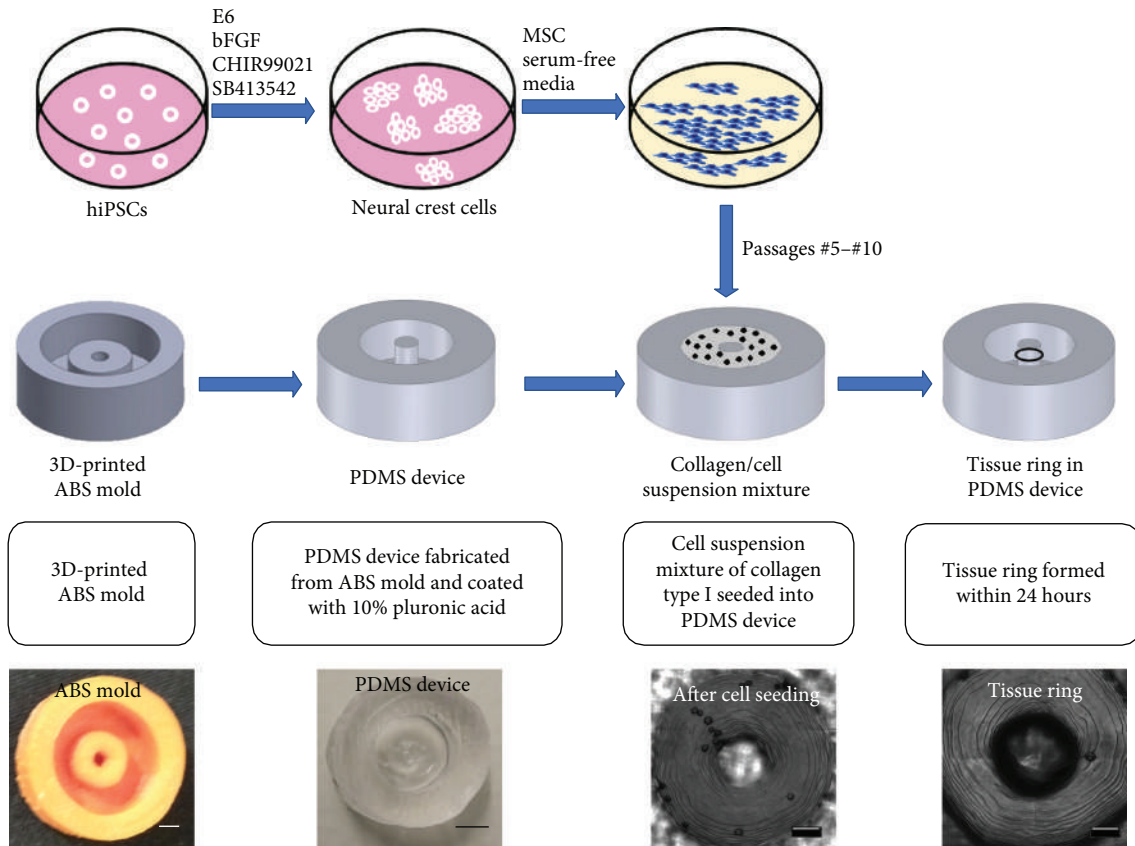 E6
bFGF
CHIR99021
SB413542
MSC
serum-free
media
hiPSCs
Neural crest cells
Passages #5–#10
3D-printed
ABS mold
PDMS device
Collagen/cell
suspension mixture
Tissue ring in
PDMS device
3D-printed
ABS mold
PDMS device fabricated
from ABS mold and coated
with 10% pluronic acid
Cell suspension
mixture of collagen
type I seeded into
PDMS device
Tissue ring formed
within 24 hours
ABS mold
PDMS device
After cell seeding
Tissue ring